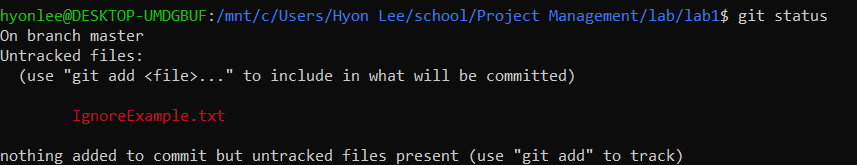 hyonlee@DESKTOP-UMDGBUF:/mnt/c/Users/Hyon Lee/school/Project Management/lab/lab1$ git status
On branch master
Untracked files:
  (use "git add <file>..." to include in what will be committed)
        IgnoreExample.txt
nothing added to commit but untracked files present (use "git add" to track)